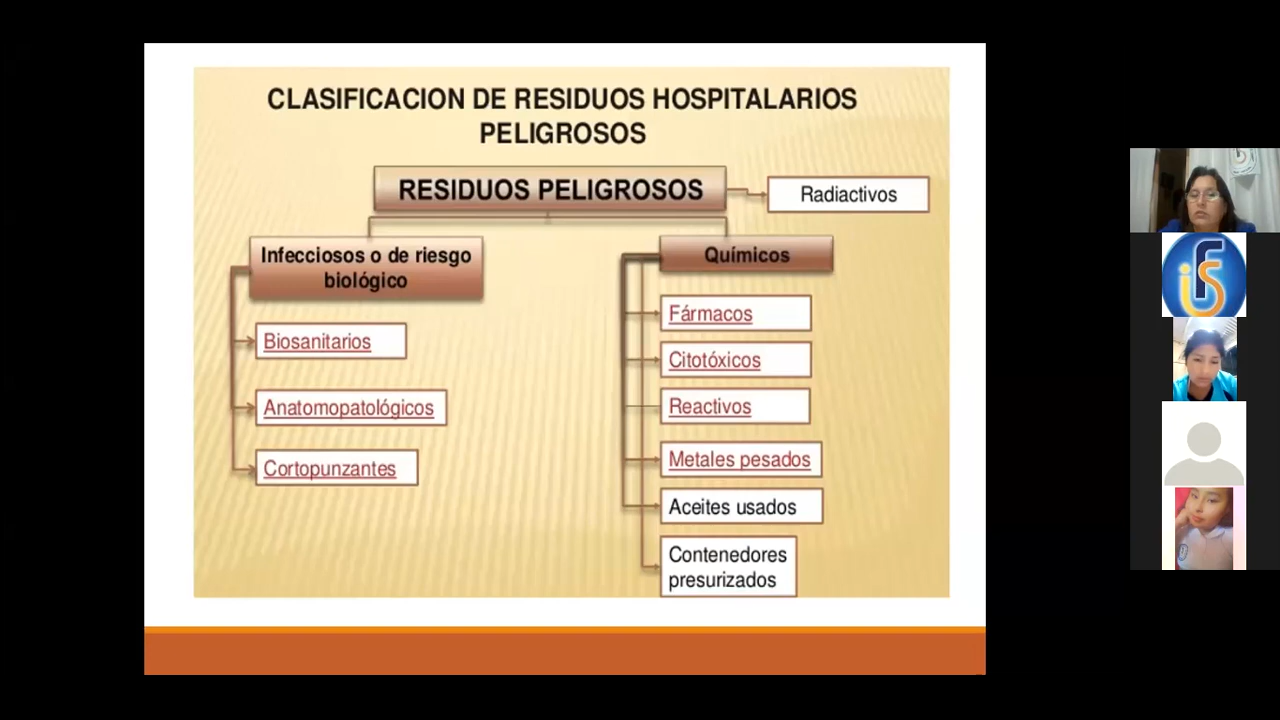 CLASIFICACION DE RESIDUOS HOSPITALARIOS
PELIGROSOS
RESIDUOS PELIGROSOS
Radiactivos
Infecciosos o de riesgo
biológico
Biosanitarios
Anatomopatológicos
Cortopunzantes
Químicos
Fármacos
Citotóxicos
Reactivos
Metales pesados
Aceites usados
Contenedores
presurizados